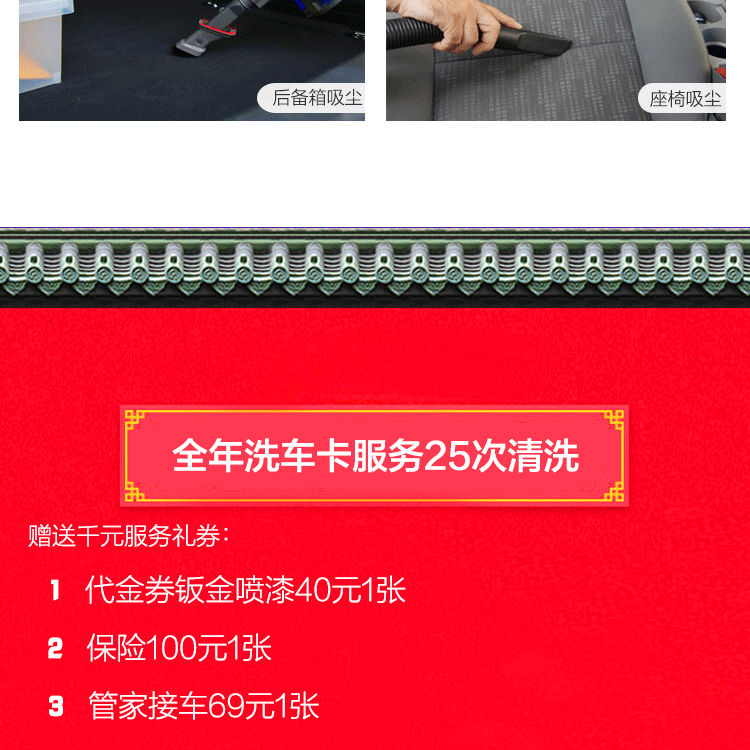 后备箱吸尘
座椅吸尘
全年洗车卡服务25次清洗
赠送千元服务礼券：
1 代金券钣金喷漆40元1张
2 保险100元1张
3 管家接车69元1张